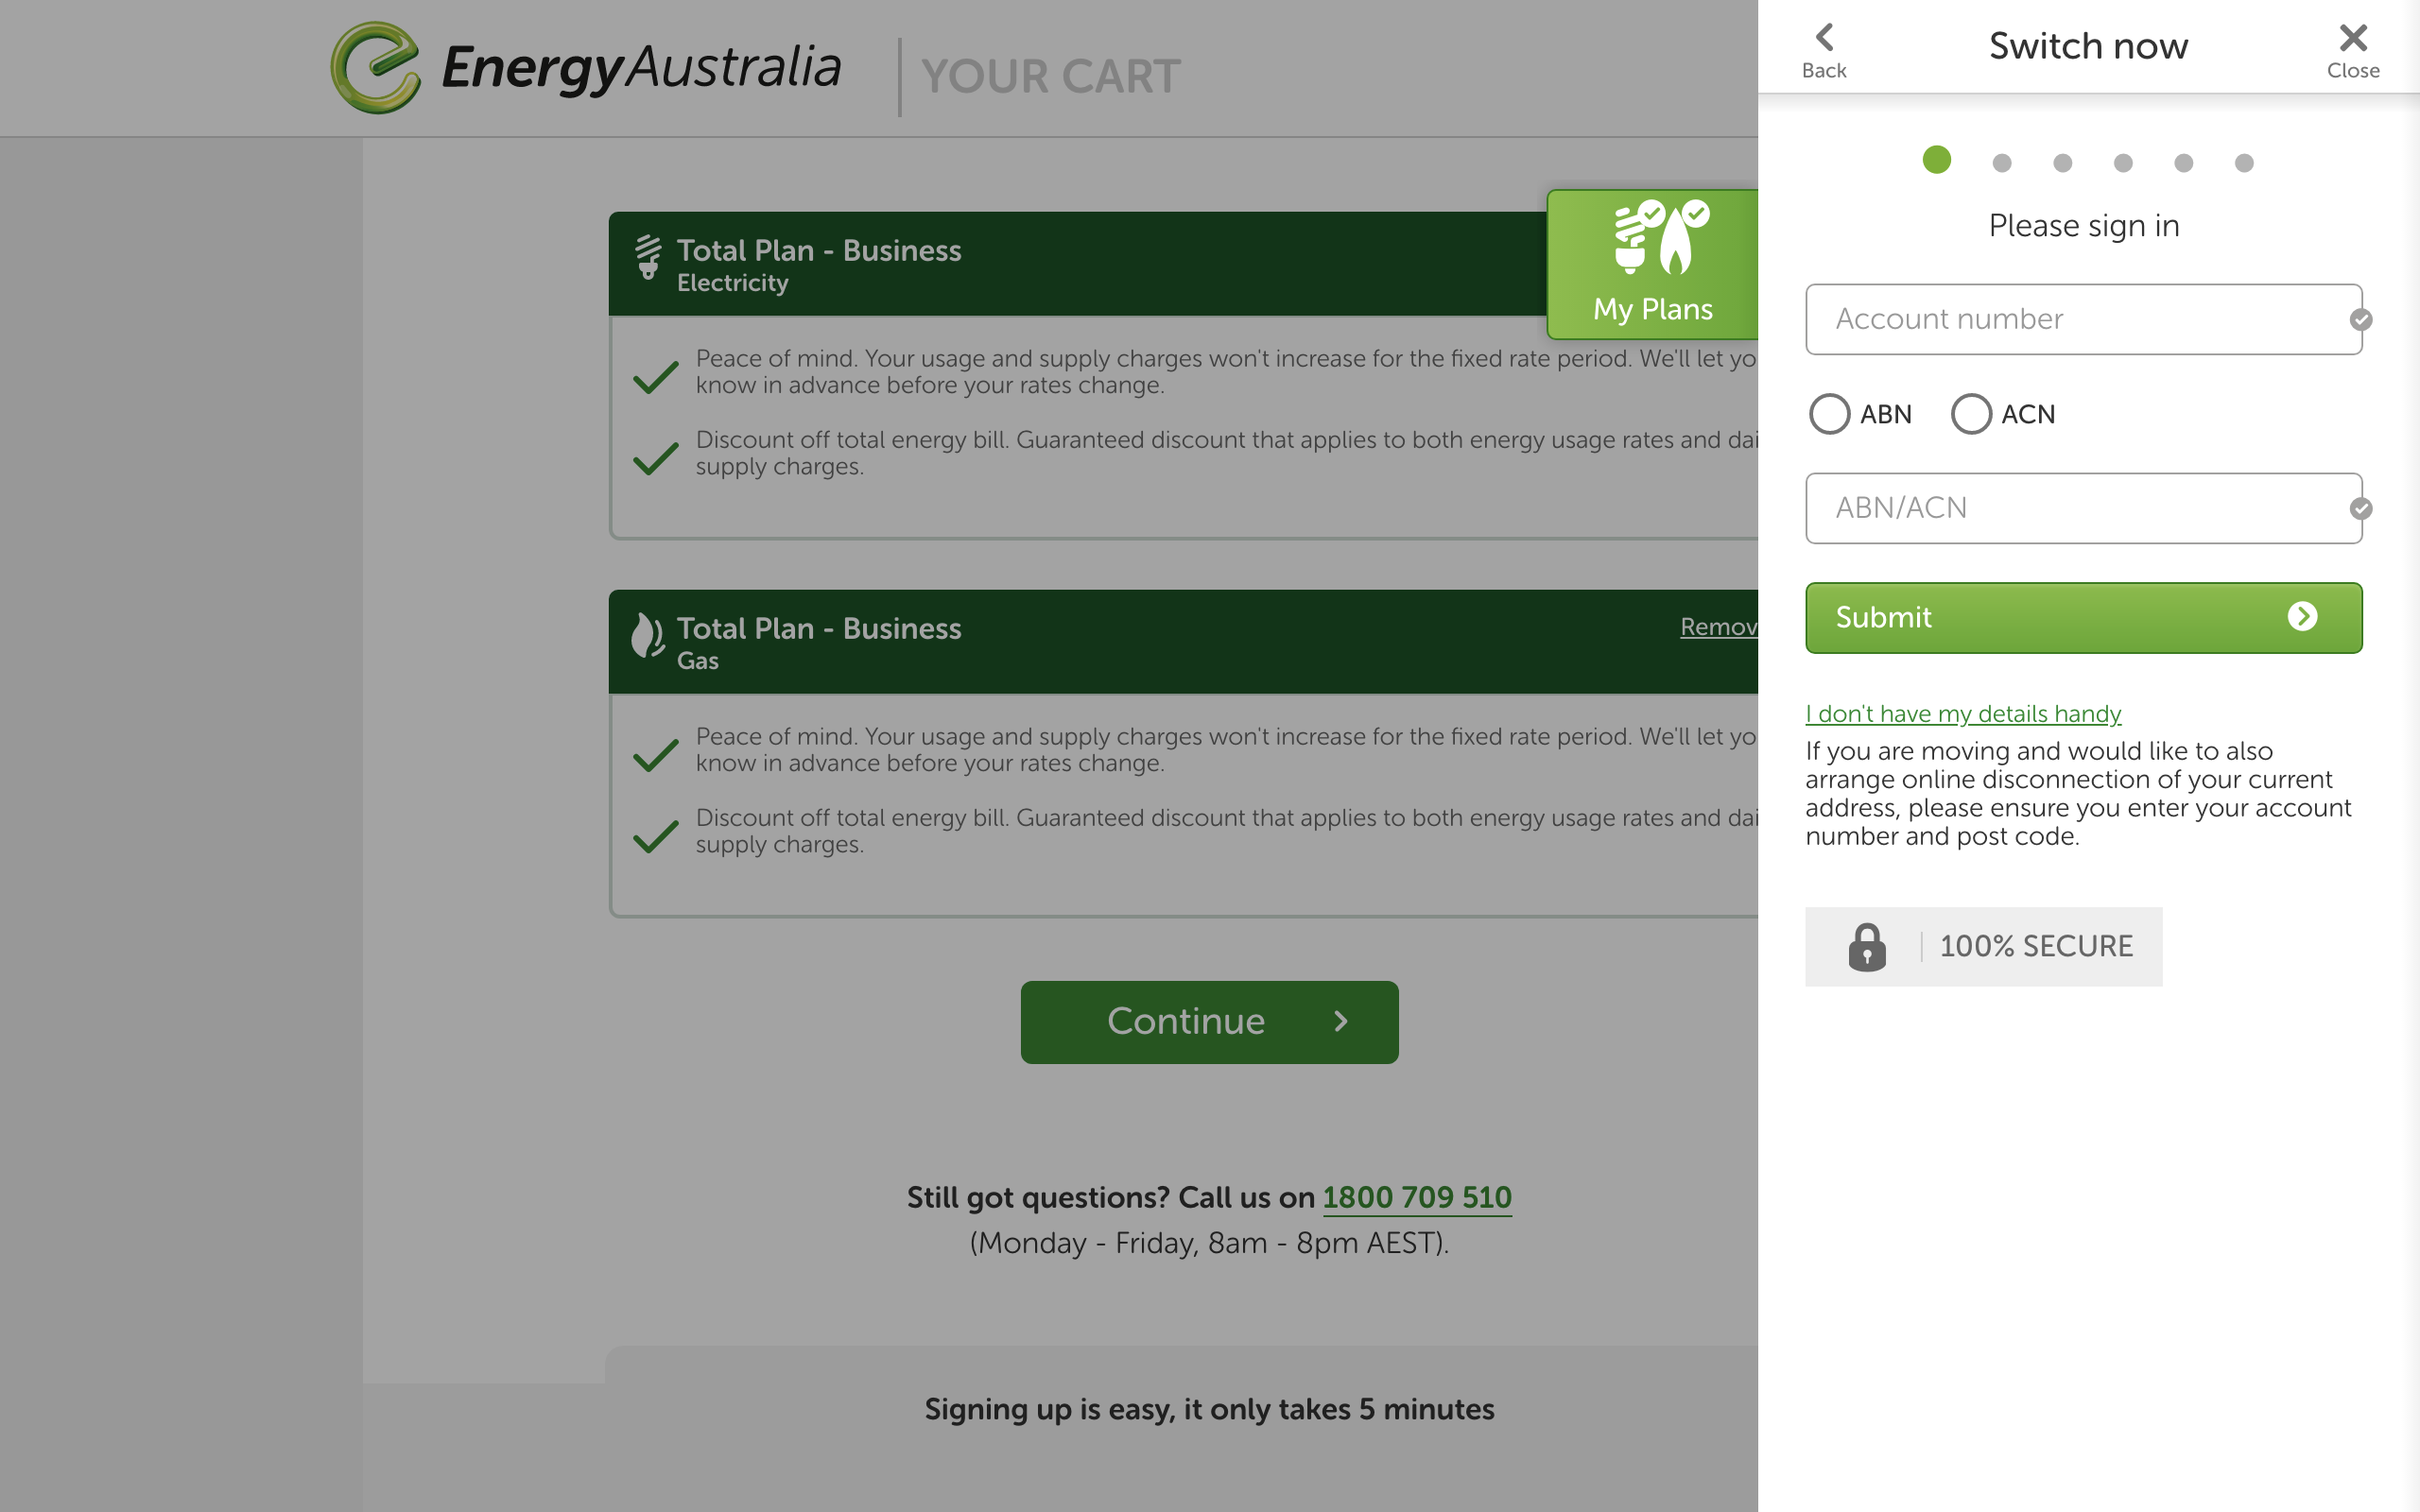 EnergyAustralia
YOUR CART
Total Plan - Business
Electricity
My Plans
Peace of mind. Your usage and supply charges won't increase for the fixed rate period. We'll let yo
know in advance before your rates change.
Discount off total energy bill. Guaranteed discount that applies to both energy usage rates and dai
supply charges.
Total Plan - Business
Gas
Remov
Peace of mind. Your usage and supply charges won't increase for the fixed rate period. We'll let yo
know in advance before your rates change.
Discount off total energy bill. Guaranteed discount that applies to both energy usage rates and dai
supply charges.
Continue
Still got questions? Call us on 1800 709 510
(Monday - Friday, 8am - 8pm AEST).
Signing up is easy, it only takes 5 minutes
Back
Switch now
Close
Please sign in
Account number
ABN
ACN
ABN/ACN
Submit
I don't have my details handy
If you are moving and would like to also
arrange online disconnection of your current
address, please ensure you enter your account
number and post code.
100% SECURE